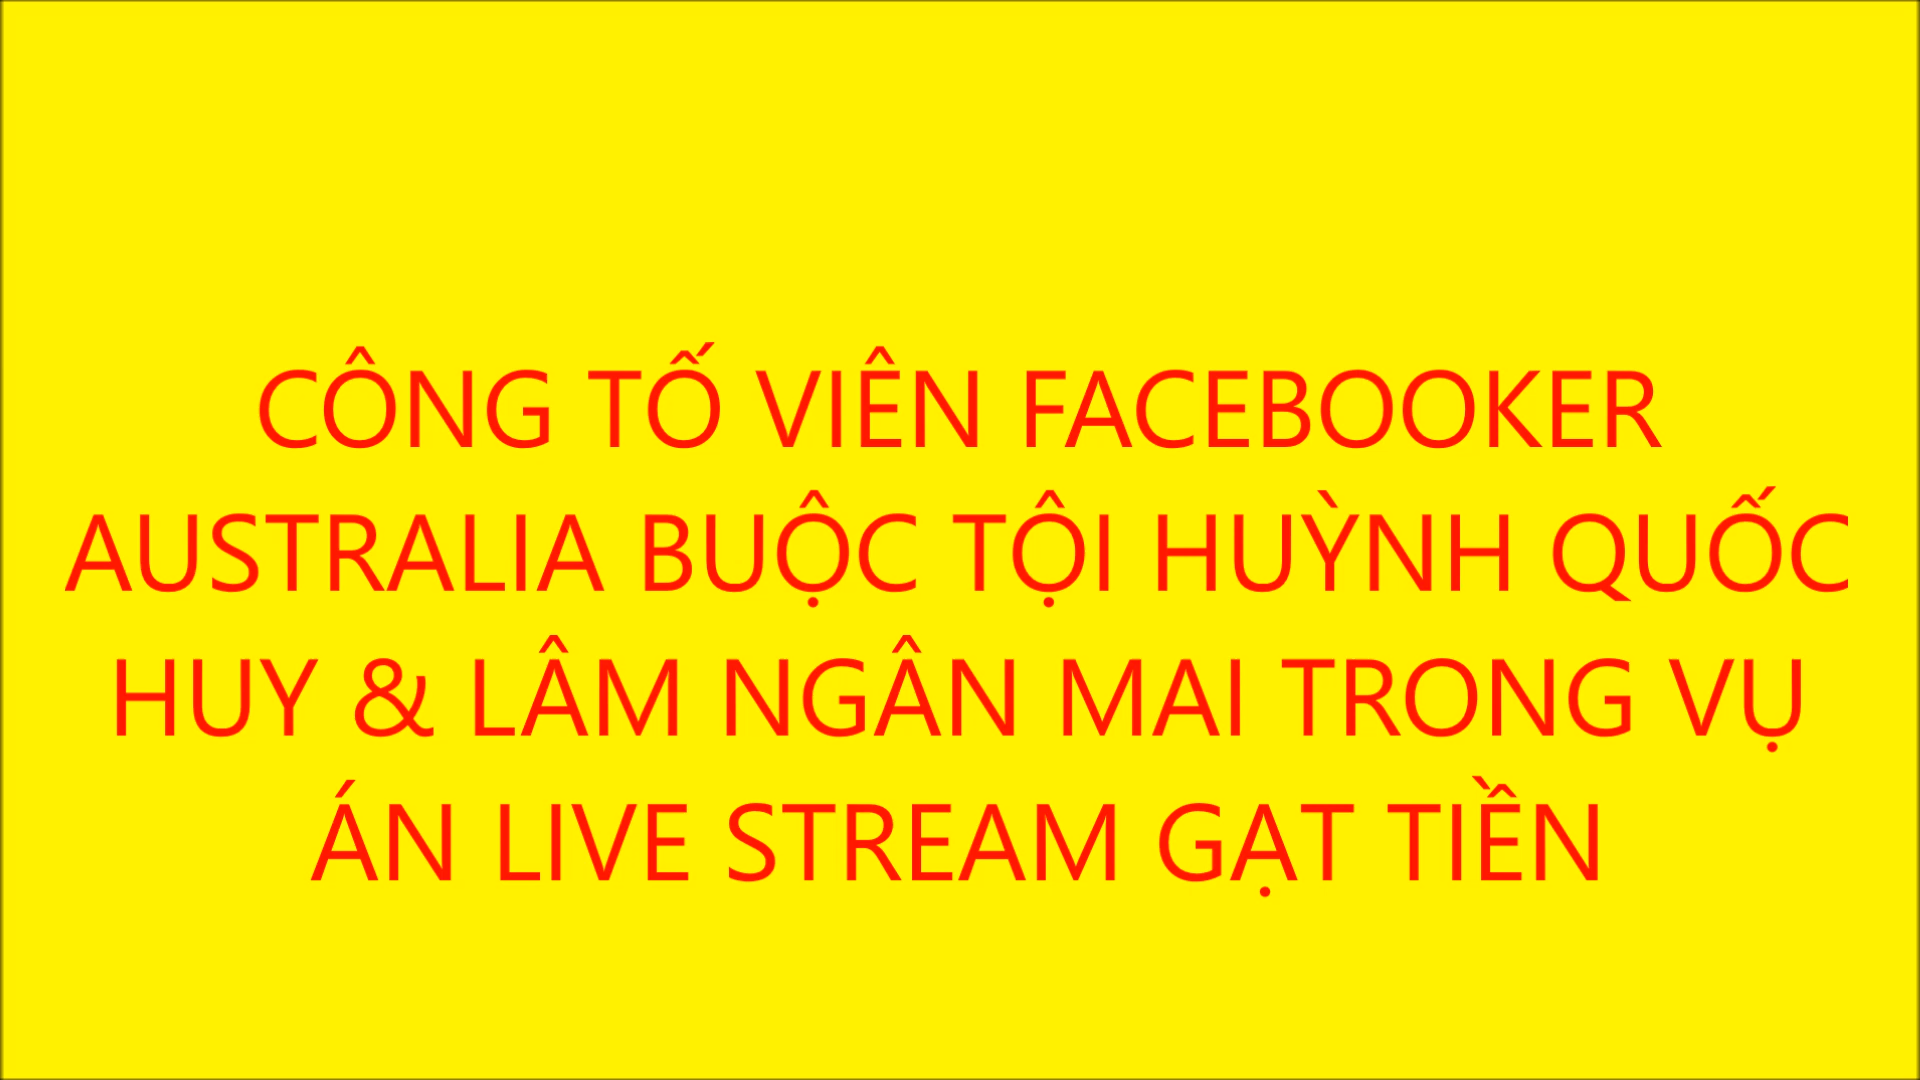 CÔNG TỐ VIÊN FACEBOOKER
AUSTRALIA BUỘC TỘI HUỲNH QUỐC
HUY & LÂM NGÂN MAI TRONG VỤ
ÁN LIVE STREAM GẠT TIỀN